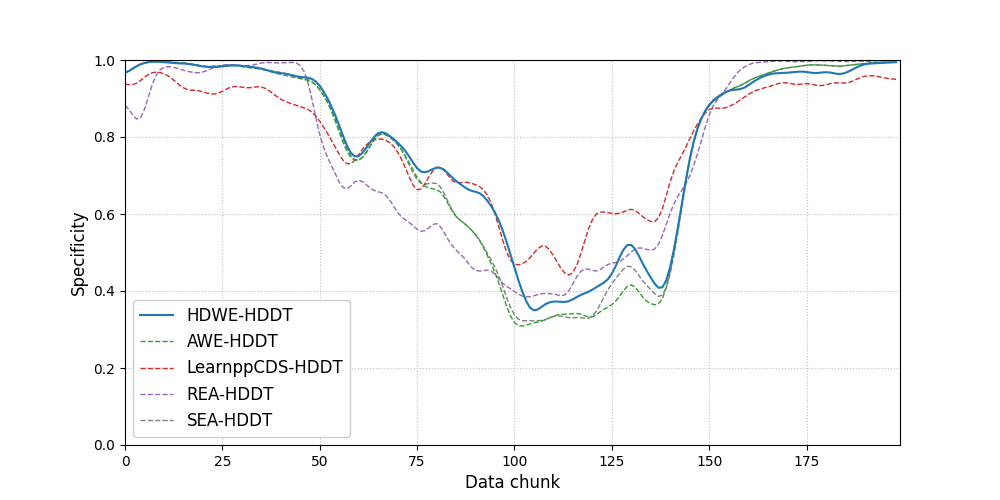 1.0
0.8
0.6
0.4
0.2
0.0
Specificity
HDWE-HDDT
AWE-HDDT
LearnppCDS-HDDT
REA-HDDT
SEA-HDDT
0 25 50 75 100 125 150 175
Data chunk